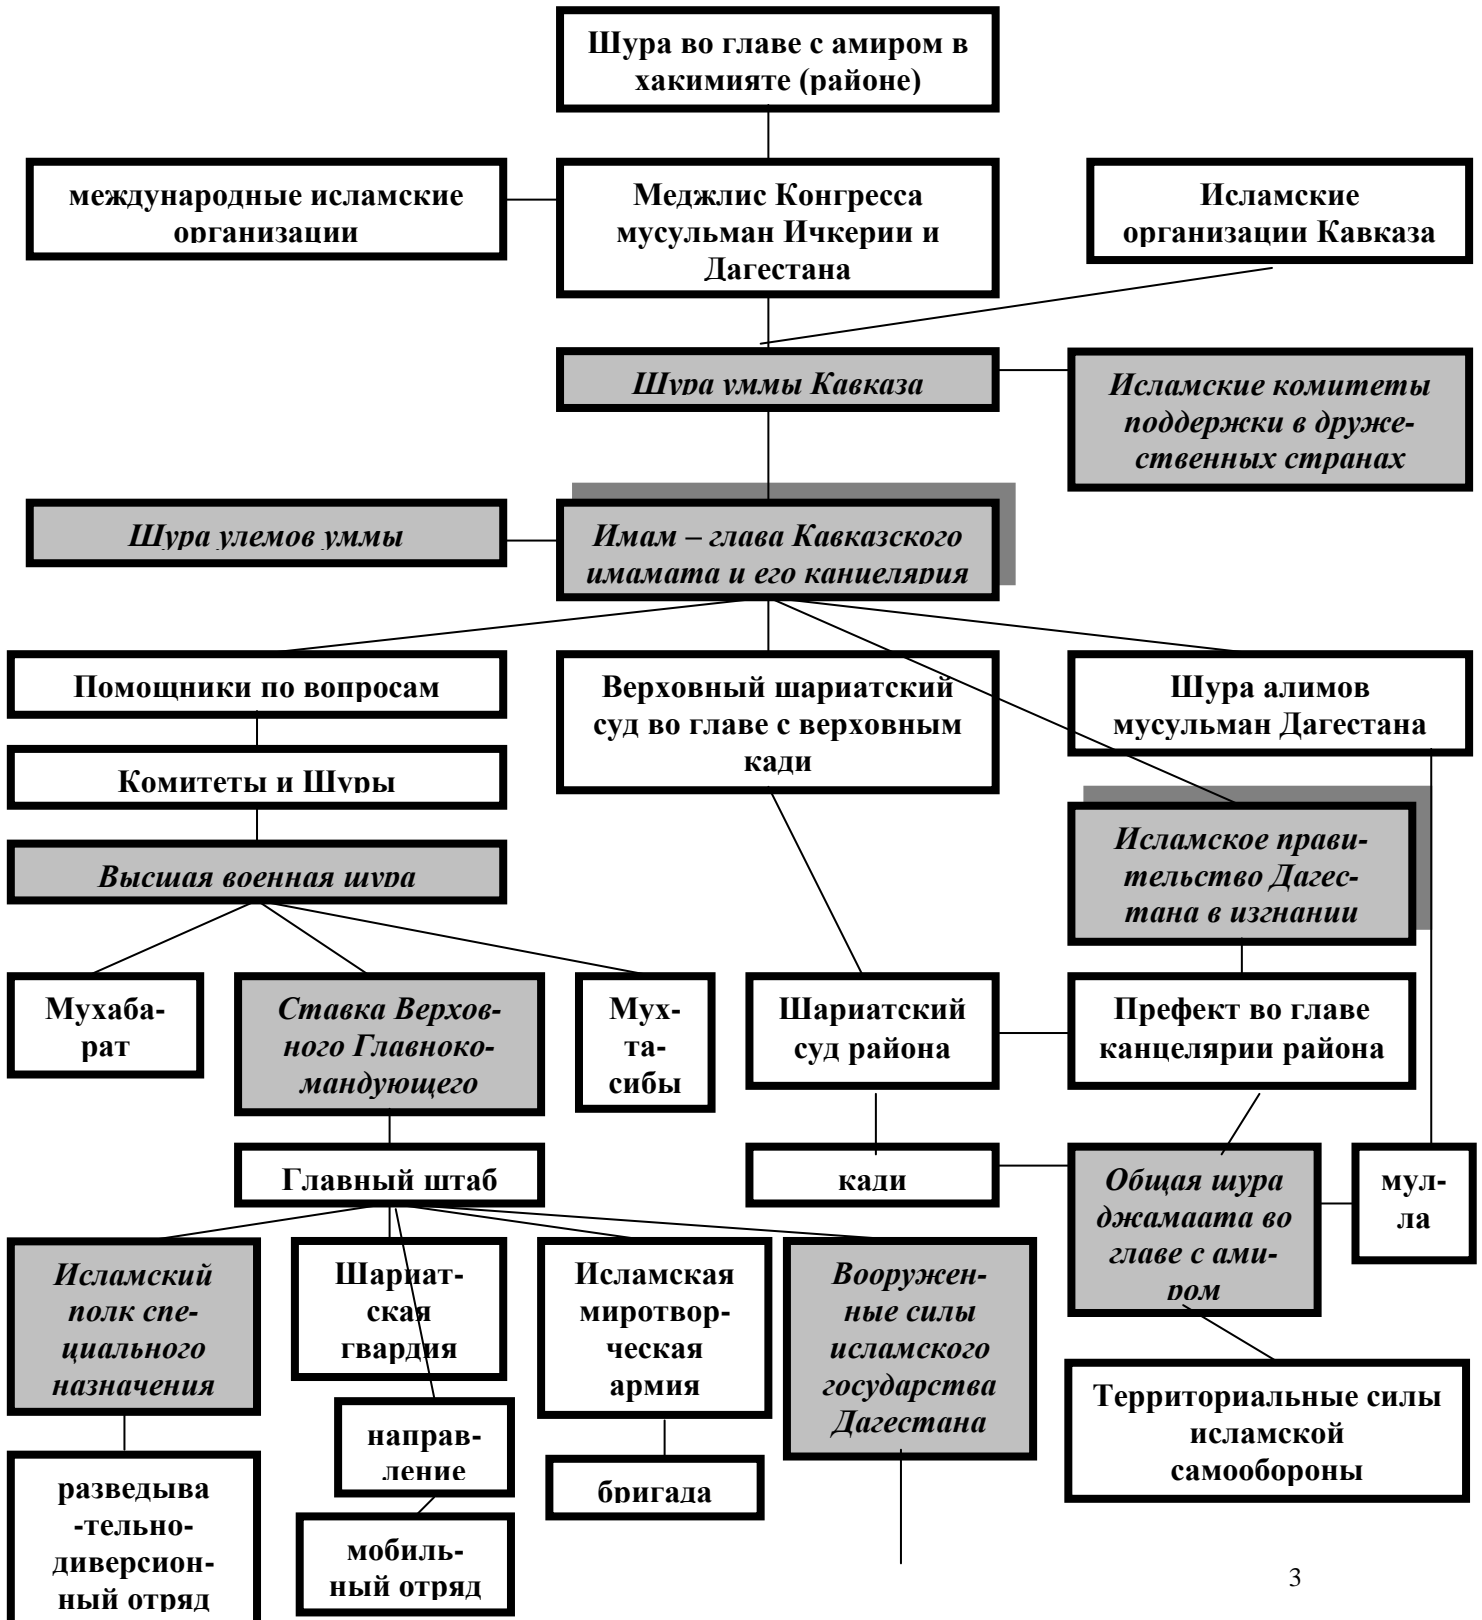 Шура во главе с амиром в
хакимияте (районе)
международные исламские
организации
Меджлис Конгресса
мусульман Ичкерии и
Дагестана
Исламские
организации Кавказа
Шура уммы Кавказа
Исламские комитеты
поддержки в друже-
ственных странах
Шура улемов уммы
Имам – глава Кавказского
имамата и его канцелярия
Помощники по вопросам
Верховный шариатский
суд во главе с верховным
кади
Шура алимов
мусульман Дагестана
Комитеты и Шуры
Исламское прави-
тельство Дагес-
тана в изгнании
Высшая военная шура
Мухаба-
рат
Ставка Верхов-
ного Главноко-
мандующего
Мух-
та-
сибы
Шариатский
суд района
Префект во главе
канцелярии района
Главный штаб
кади
Общая шура
джамаата во
главе с ами-
ром
мул-
ла
Исламский
полк спе-
циального
назначения
Шариат-
ская
гвардия
Исламская
миротвор-
ческая
армия
Вооружен-
ные силы
исламского
государства
Дагестана
Территориальные силы
исламской
самообороны
направ-
ление
бригада
разведыва
-тельно-
диверсион-
ный отряд
мобиль-
ный отряд
3